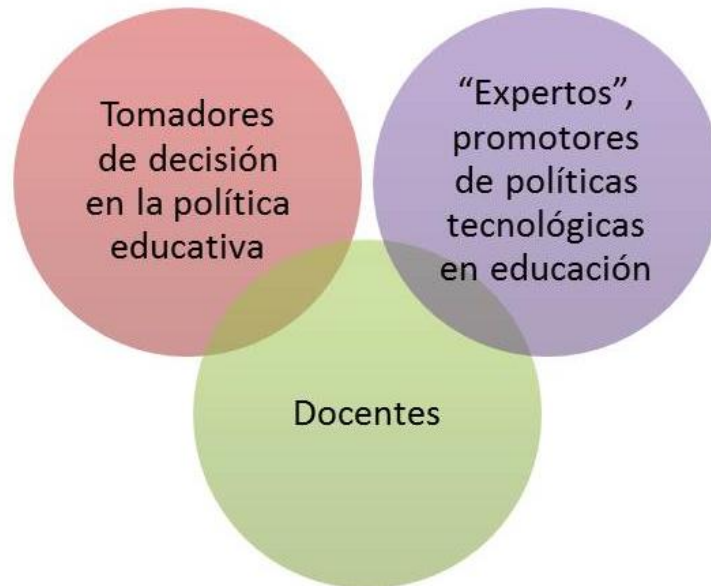 Tomadores
de decisión
en la política
educativa
“Expertos”,
promotores
de políticas
tecnológicas
en educación
Docentes